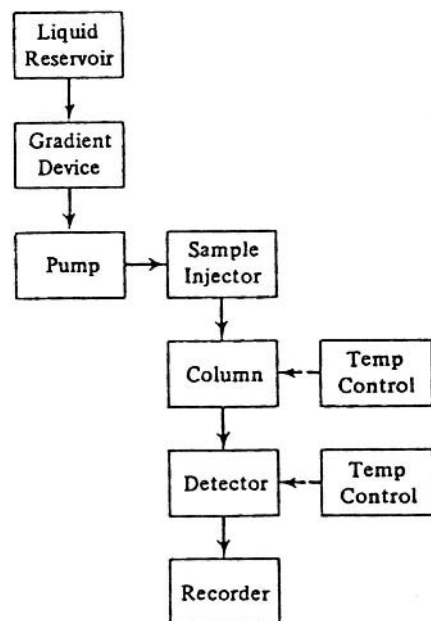 Liquid
Reservoir
Gradient
Device
Pump
Sample
Injector
Column
Temp
Control
Detector
Temp
Control
Recorder